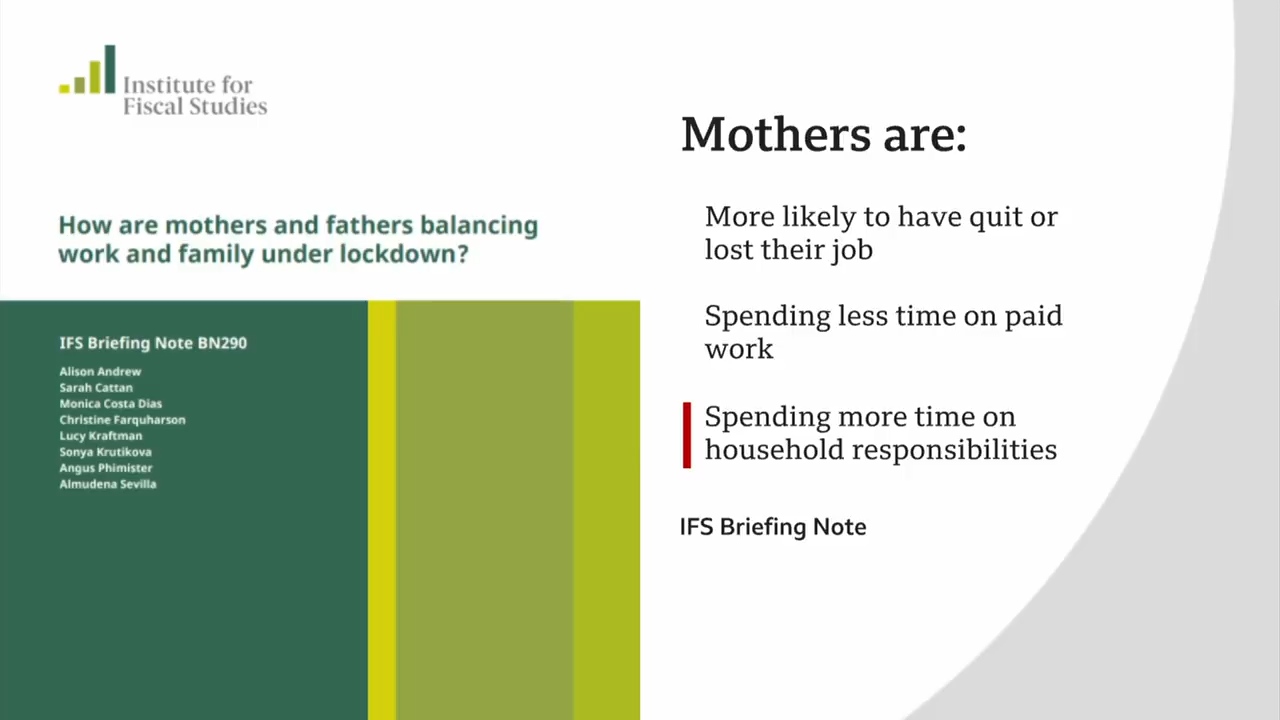 Institute for
Fiscal Studies
How are mothers and fathers balancing
work and family under lockdown?
IFS Briefing Note BN290
Alison Andrew
Sarah Cattan
Monica Costa Dias
Christine Farquharson
Lucy Kraftman
Sonya Krutikova
Angus Phimister
Almudena Sevilla
Mothers are:
More likely to have quit or
lost their job
Spending less time on paid
work
Spending more time on
household responsibilities
IFS Briefing Note